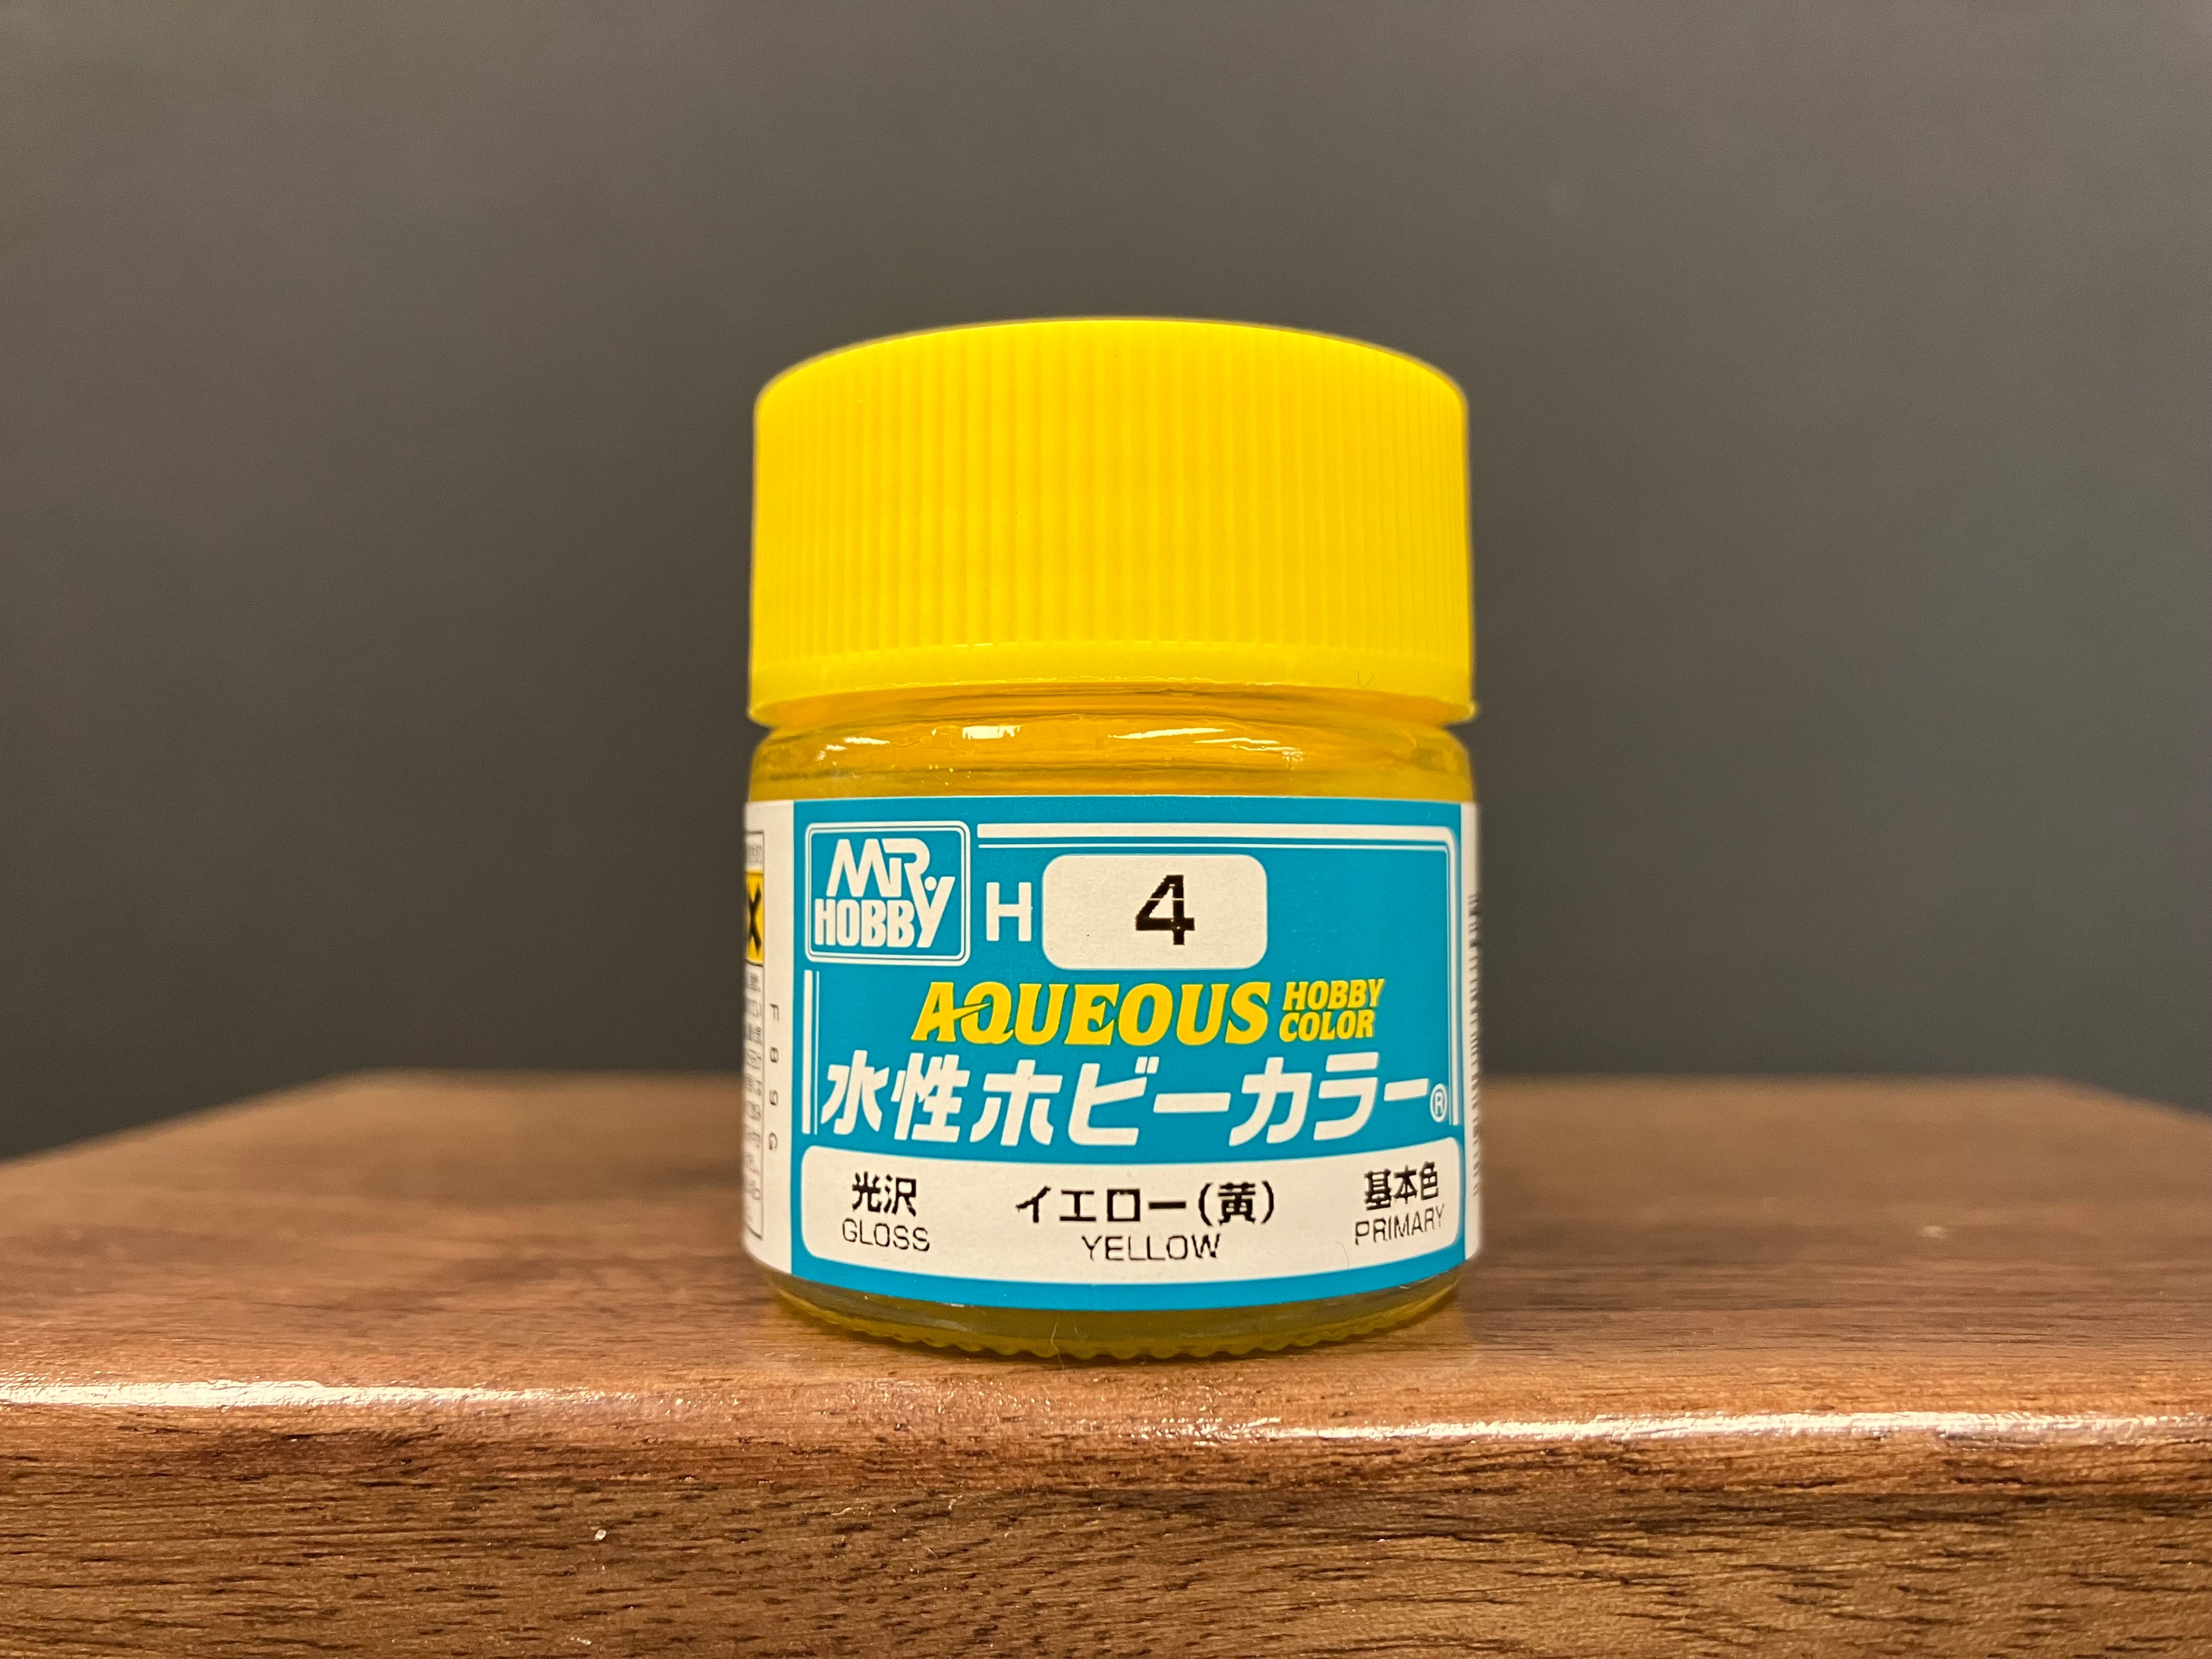 MR. HOBBY
H 4
AQUEOUS HOBBY COLOR
水性ホビーカラー®
光沢 イエロー(黄) 基本色
GLOSS YELLOW PRIMARY
F89G